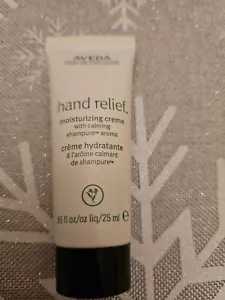 AVEDA
hand relief™
moisturizing creme
with calming
shampure™ aroma
crème hydratante
à l'arôme calmant
de shampure™
.85 fl oz/oz liq/25 ml ℮